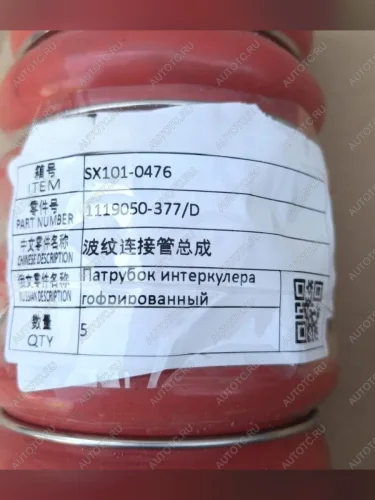 箱号 SX101-0476
ITEM
零件号 1119050-377/D
PART NUMBER
中文零件名称 波纹连接管总成
CHINESE DESCRIPTION
俄文零件名称 Патрубок интеркулера
RUSSIAN DESCRIPTION гофрированный
数量 5
QTY
AUTOTC.RU